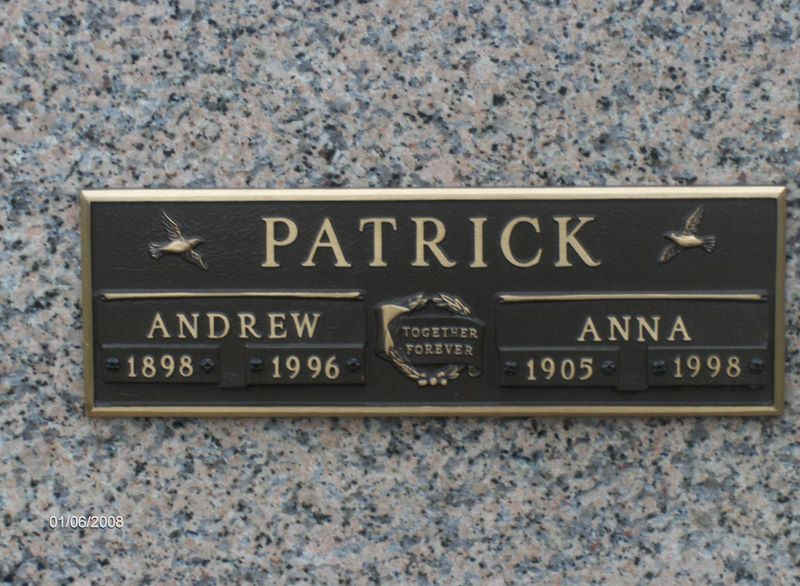 PATRICK
ANDREW
1898 1996
TOGETHER
FOREVER
ANNA
1905 1998
01/06/2008